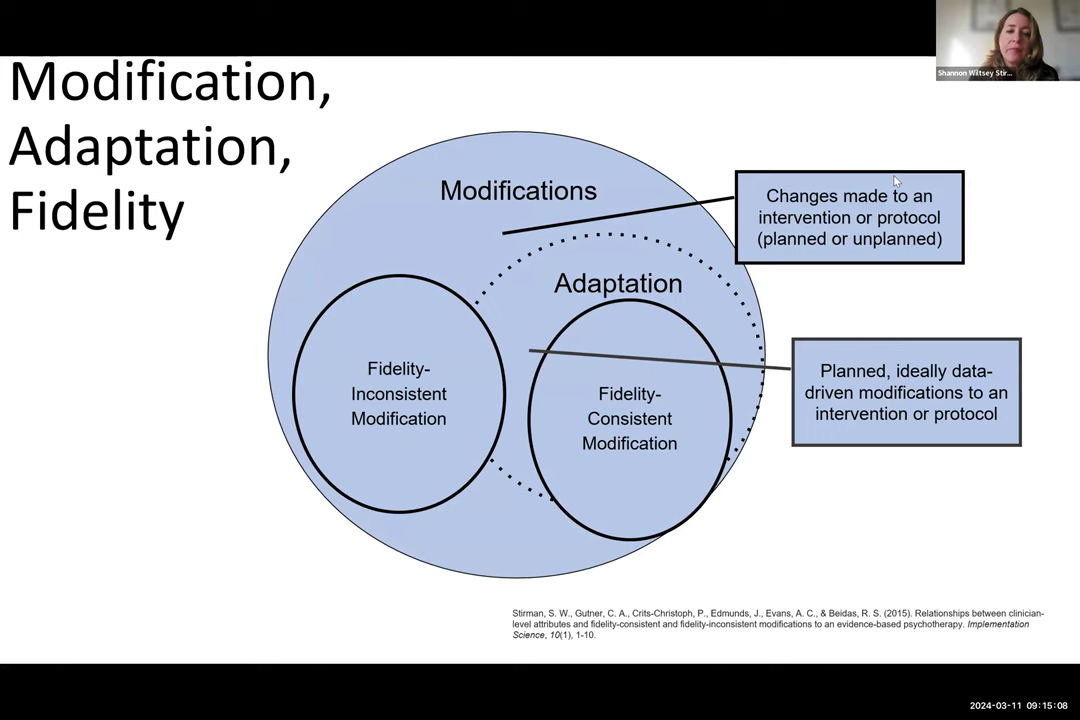 Shannon Wiltsey Stir...
Modification,
Adaptation,
Fidelity
Modifications
Changes made to an
intervention or protocol
(planned or unplanned)
Adaptation
Fidelity-
Inconsistent
Modification
Fidelity-
Consistent
Modification
Planned, ideally data-
driven modifications to an
intervention or protocol
Stirman, S. W., Gutner, C. A., Crits-Christoph, P., Edmunds, J., Evans, A. C., & Beidas, R. S. (2015). Relationships between clinician-
level attributes and fidelity-consistent and fidelity-inconsistent modifications to an evidence-based psychotherapy. Implementation
Science, 10(1), 1-10.
2024-03-11 09:15:08